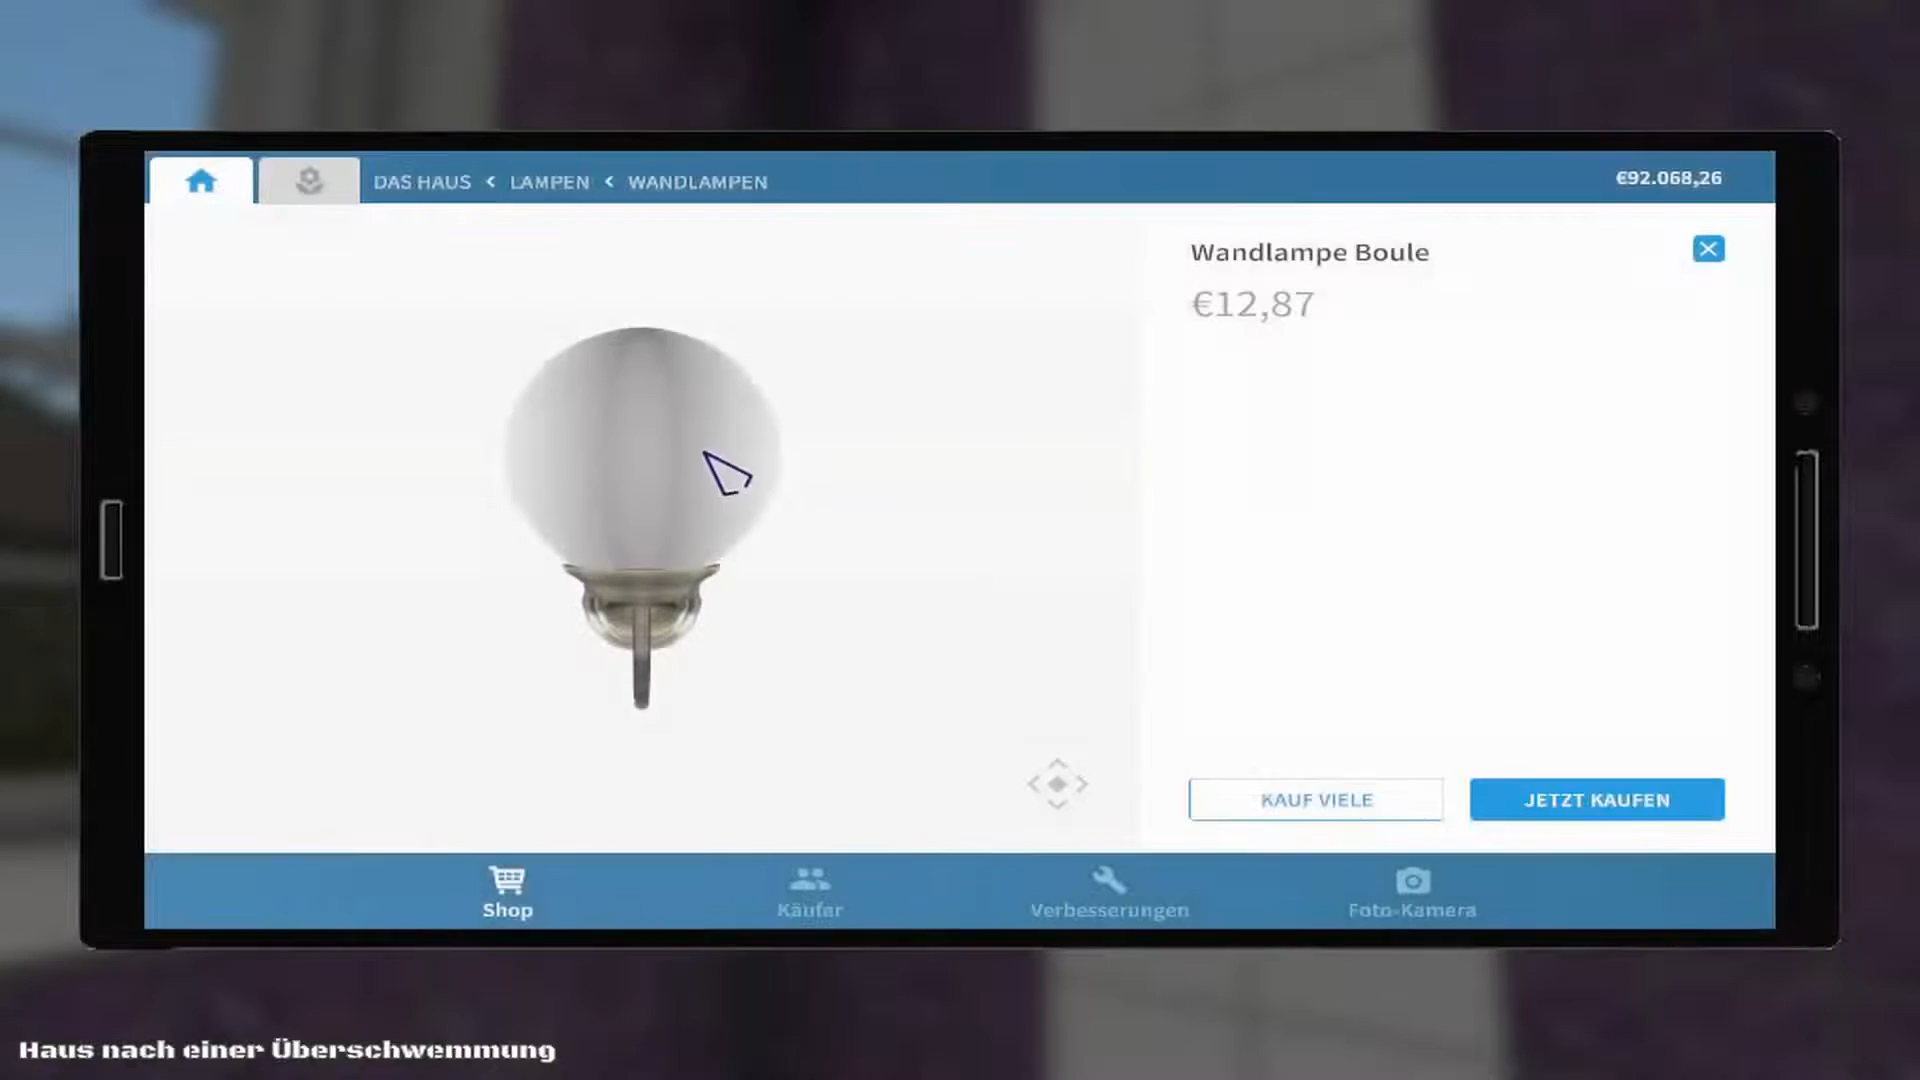 DAS HAUS < LAMPEN < WANDLAMPEN
€92.068,26
Wandlampe Boule
€12,87
KAUF VIELE
JETZT KAUFEN
Shop
Käufer
Verbesserungen
Foto-Kamera
Haus nach einer Überschwemmung